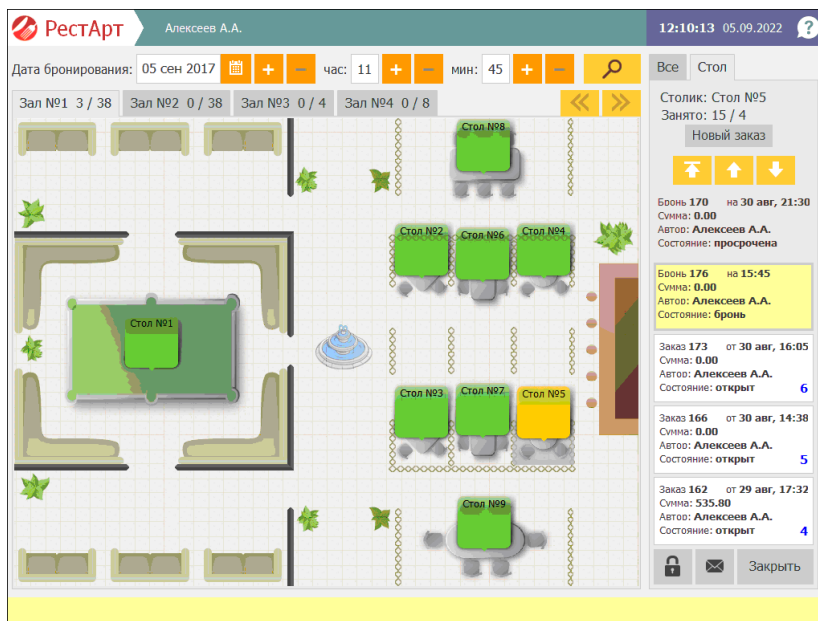 РестАрт
Алексеев А.А.
12:10:13 05.09.2022
?
Дата бронирования: 05 сен 2017 + − час: 11 + − мин: 45 + −
Зал №1 3 / 38 Зал №2 0 / 38 Зал №3 0 / 4 Зал №4 0 / 8
Стол №8
Стол №2
Стол №6
Стол №4
Стол №1
Стол №3
Стол №7
Стол №5
Стол №9
Все Стол
Столик: Стол №5
Занято: 15 / 4
Новый заказ
Бронь 170 на 30 авг, 21:30
Сумма: 0.00
Автор: Алексеев А.А.
Состояние: просрочена
Бронь 176 на 15:45
Сумма: 0.00
Автор: Алексеев А.А.
Состояние: бронь
Заказ 173 от 30 авг, 16:05
Сумма: 0.00
Автор: Алексеев А.А.
Состояние: открыт 6
Заказ 166 от 30 авг, 14:38
Сумма: 0.00
Автор: Алексеев А.А.
Состояние: открыт 5
Заказ 162 от 29 авг, 17:32
Сумма: 535.80
Автор: Алексеев А.А.
Состояние: открыт 4
Закрыть